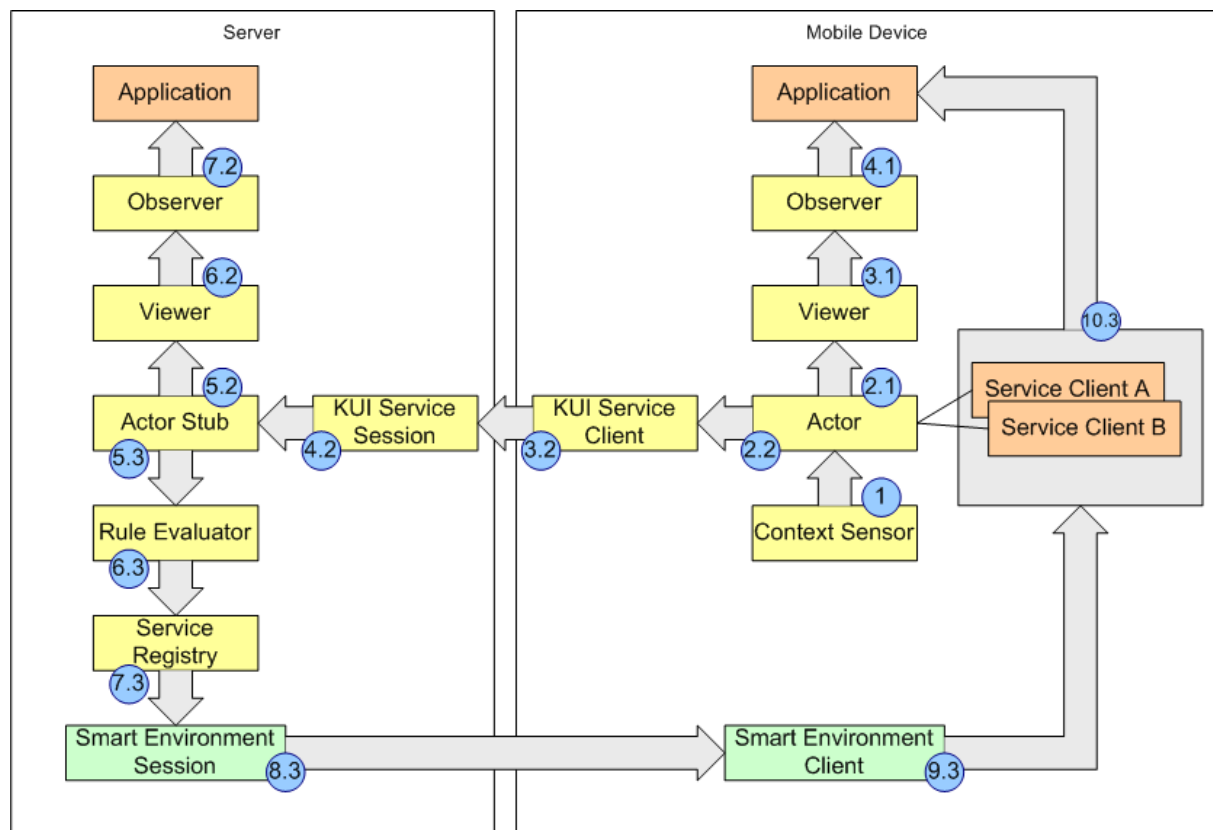 Server
Mobile Device
Application
Application
7.2
4.1
Observer
Observer
6.2
3.1
Viewer
Viewer
10.3
5.2
2.1
Service Client A
Service Client B
Actor Stub
KUI Service
Session
KUI Service
Client
Actor
5.3
4.2
3.2
2.2
1
Rule Evaluator
Context Sensor
6.3
Service
Registry
7.3
Smart Environment
Session
Smart Environment
Client
8.3
9.3